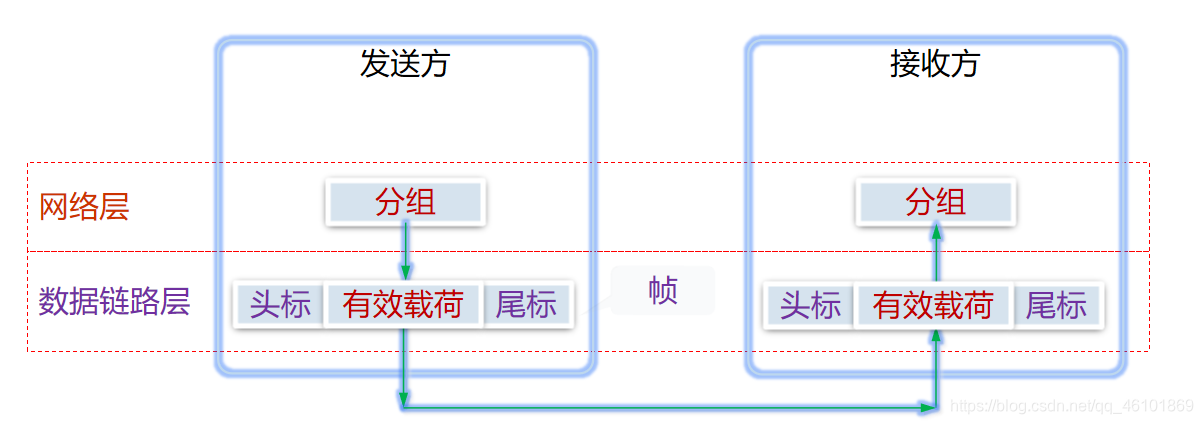 发送方
接收方
网络层
分组
分组
数据链路层
头标
有效载荷
尾标
帧
头标
有效载荷
尾标
https://blog.csdn.net/qq_46101869